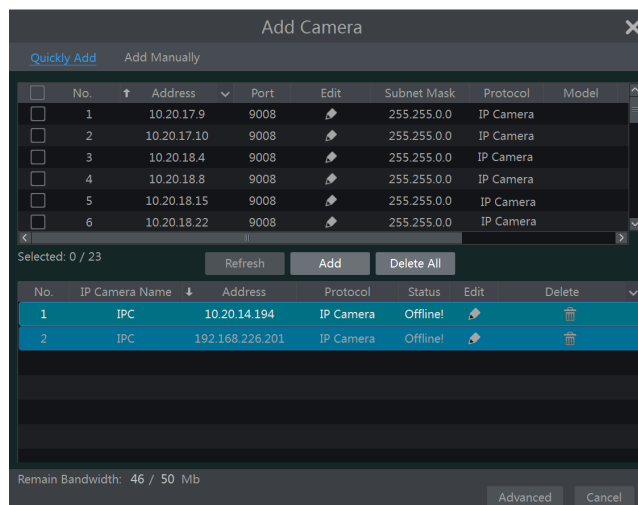 Add Camera
Quickly Add Add Manually
No. Address Port Edit Subnet Mask Protocol Model
1 10.20.17.9 9008 255.255.0.0 IP Camera
2 10.20.17.10 9008 255.255.0.0 IP Camera
3 10.20.18.4 9008 255.255.0.0 IP Camera
4 10.20.18.8 9008 255.255.0.0 IP Camera
5 10.20.18.15 9008 255.255.0.0 IP Camera
6 10.20.18.22 9008 255.255.0.0 IP Camera
Selected: 0 / 23
Refresh Add Delete All
No. IP Camera Name Address Protocol Status Edit Delete
1 IPC 10.20.14.194 IP Camera Offline!
2 IPC 192.168.226.201 IP Camera Offline!
Remain Bandwidth: 46 / 50 Mb
Advanced Cancel